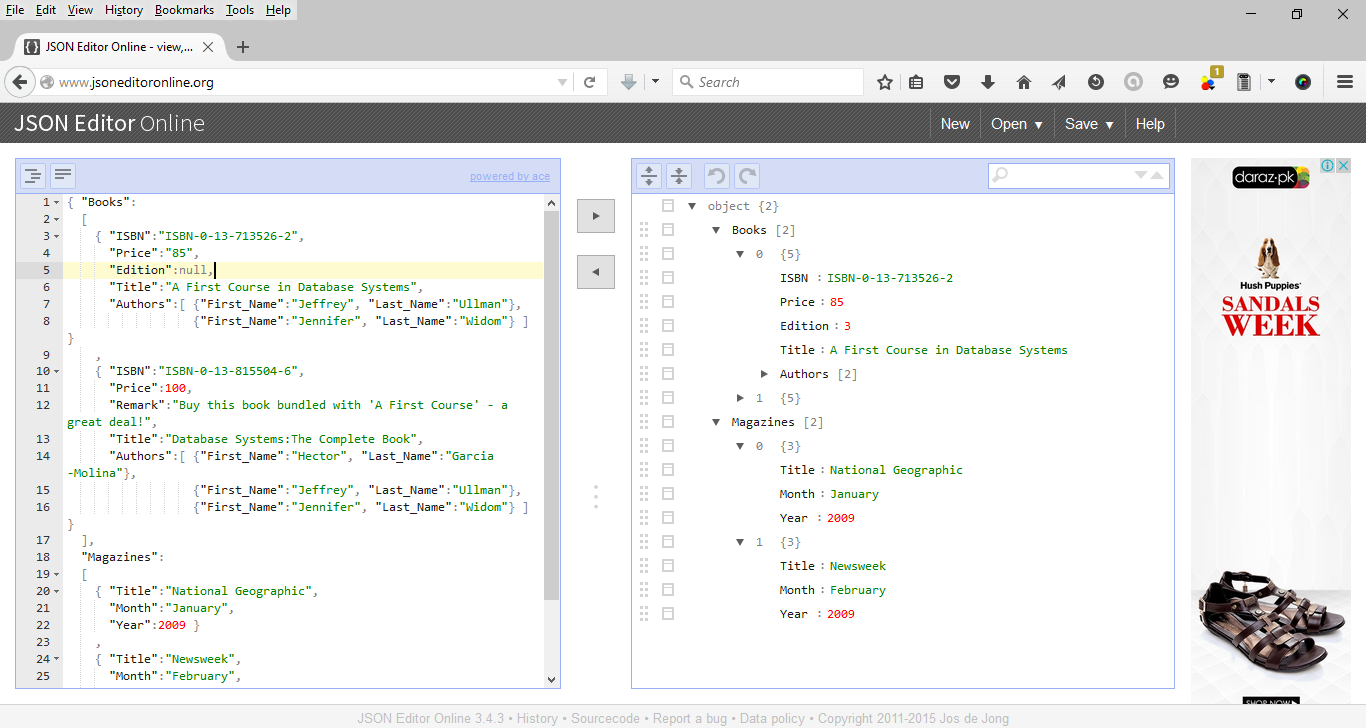 File Edit View History Bookmarks Tools Help
JSON Editor Online - view,...
www.jsoneditoronline.org
Search
1
JSON Editor Online
New Open Save Help
powered by ace
1 { "Books":
2 [
3 { "ISBN":"ISBN-0-13-713526-2",
4 "Price":"85",
5 "Edition":null,
6 "Title":"A First Course in Database Systems",
7 "Authors":[ {"First_Name":"Jeffrey", "Last_Name":"Ullman"},
8 {"First_Name":"Jennifer", "Last_Name":"Widom"} ]
}
9 ,
10 { "ISBN":"ISBN-0-13-815504-6",
11 "Price":100,
12 "Remark":"Buy this book bundled with 'A First Course' - a
great deal!",
13 "Title":"Database Systems:The Complete Book",
14 "Authors":[ {"First_Name":"Hector", "Last_Name":"Garcia
-Molina"},
15 {"First_Name":"Jeffrey", "Last_Name":"Ullman"},
16 {"First_Name":"Jennifer", "Last_Name":"Widom"} ]
}
17 ],
18 "Magazines":
19 [
20 { "Title":"National Geographic",
21 "Month":"January",
22 "Year":2009 }
23 ,
24 { "Title":"Newsweek",
25 "Month":"February",
object {2}
Books [2]
0 {5}
ISBN : ISBN-0-13-713526-2
Price : 85
Edition : 3
Title : A First Course in Database Systems
Authors [2]
1 {5}
Magazines [2]
0 {3}
Title : National Geographic
Month : January
Year : 2009
1 {3}
Title : Newsweek
Month : February
Year : 2009
daraz.pk
Hush Puppies
SANDALS
WEEK
SHOP NOW
JSON Editor Online 3.4.3 • History • Sourcecode • Report a bug • Data policy • Copyright 2011-2015 Jos de Jong